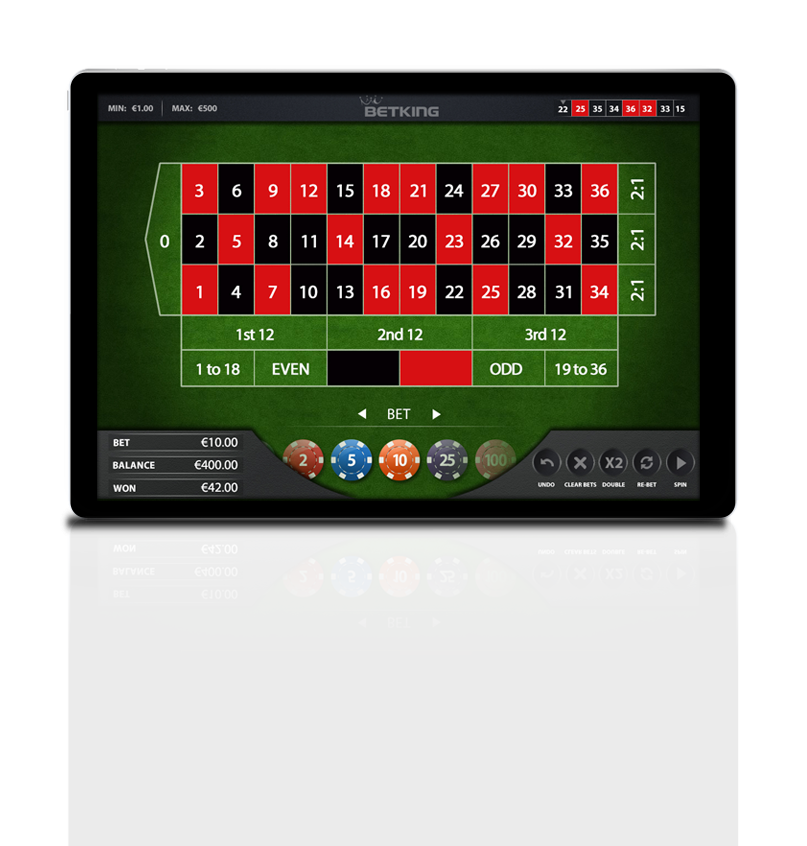 MIN: €1.00 MAX: €500 BETKING 22 25 35 34 36 32 33 15
3 6 9 12 15 18 21 24 27 30 33 36 2:1
0 2 5 8 11 14 17 20 23 26 29 32 35 2:1
1 4 7 10 13 16 19 22 25 28 31 34 2:1
1st 12 2nd 12 3rd 12
1 to 18 EVEN ODD 19 to 36
BET
BET €10.00
BALANCE €400.00
WON €42.00
2 5 10 25 100
X2
UNDO CLEAR BETS DOUBLE RE-BET SPIN